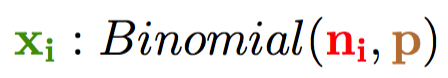 xᵢ : Binomial(nᵢ, p)